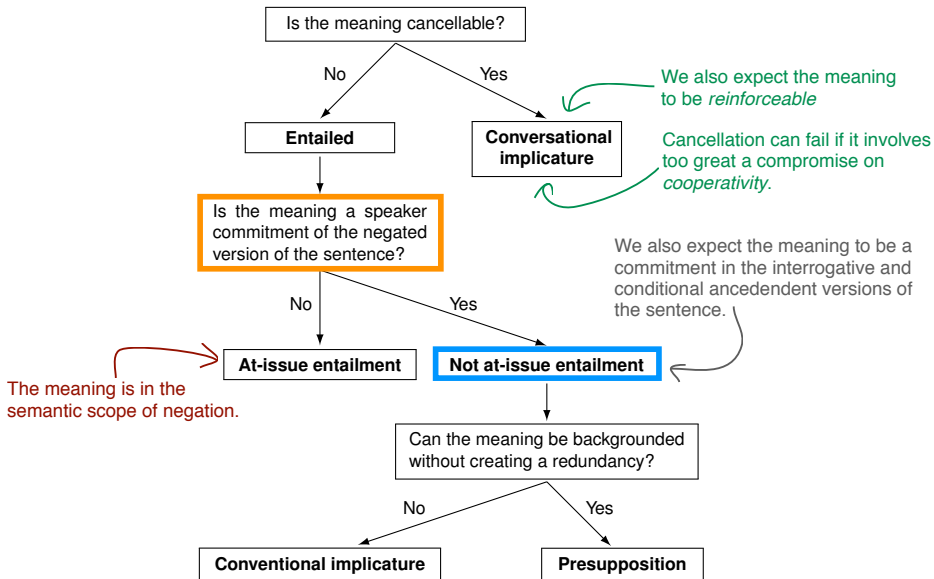 Is the meaning cancellable?
No
Yes
We also expect the meaning
to be reinforceable
Entailed
Conversational
implicature
Cancellation can fail if it involves
too great a compromise on
cooperativity.
Is the meaning a speaker
commitment of the negated
version of the sentence?
We also expect the meaning to be a
commitment in the interrogative and
conditional ancedendent versions of
the sentence.
No
Yes
At-issue entailment
Not at-issue entailment
The meaning is in the
semantic scope of negation.
Can the meaning be backgrounded
without creating a redundancy?
No
Yes
Conventional implicature
Presupposition